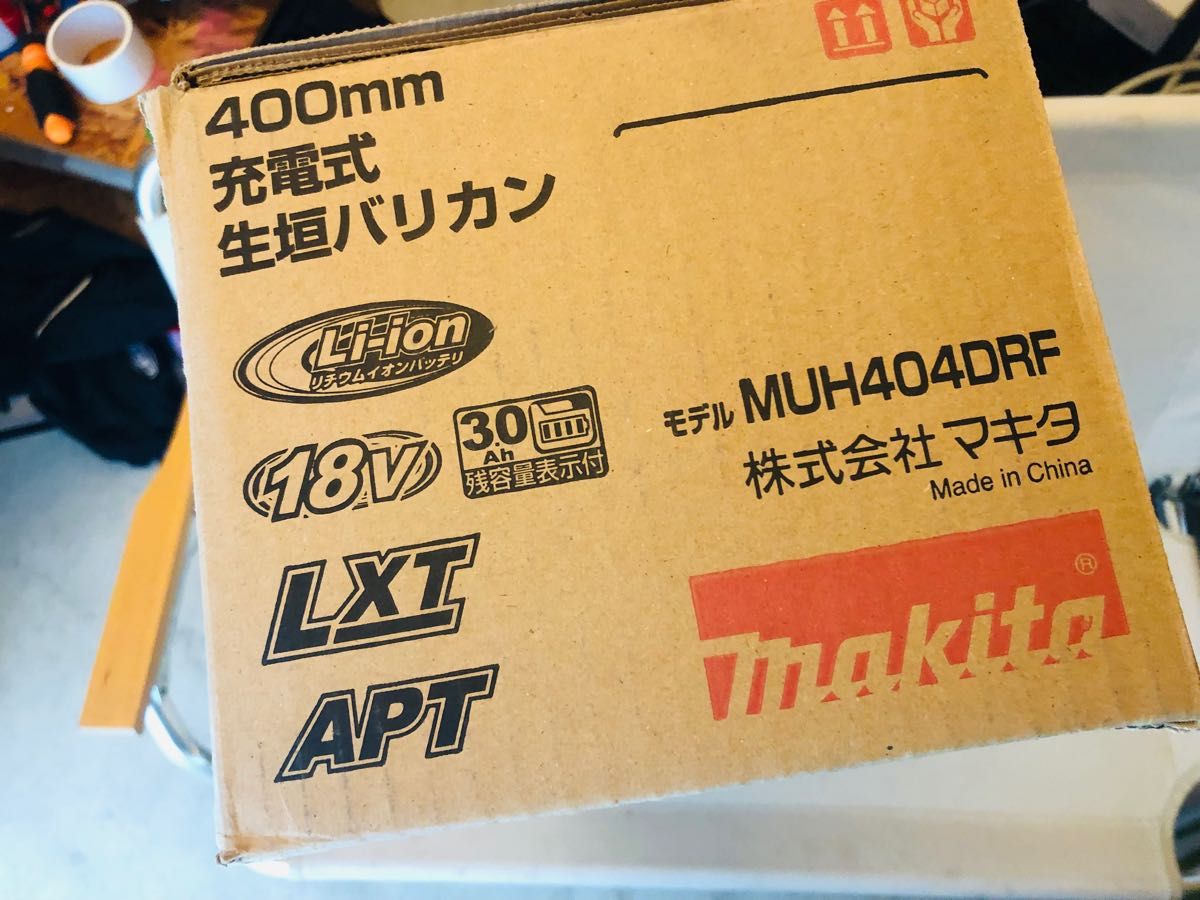 400mm
充電式
生垣バリカン
Li-ion
リチウムイオンバッテリ
18V
3.0
Ah
残容量表示付
LXT
APT
モデル MUH404DRF
株式会社 マキタ
Made in China
makita ®